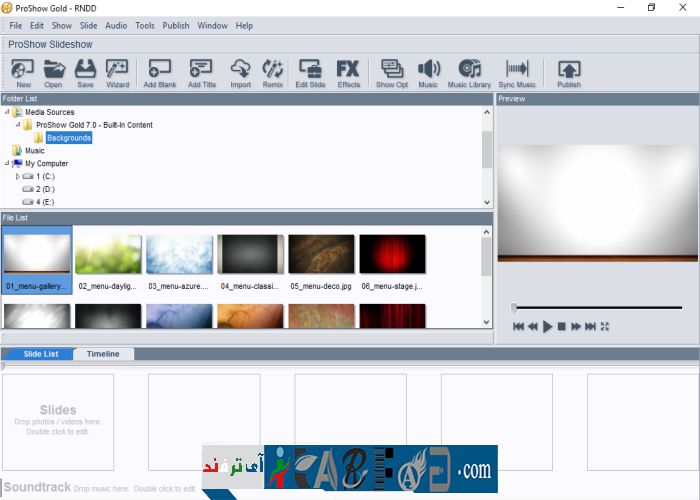 ProShow Gold - RNDD
File Edit Show Slide Audio Tools Publish Window Help
ProShow Slideshow
New Open Save Wizard Add Blank Add Title Import Remix Edit Slide Effects Show Opt Music Music Library Sync Music Publish
Folder List
Media Sources
ProShow Gold 7.0 - Built-In Content
Backgrounds
Music
My Computer
1 (C:)
2 (D:)
4 (E:)
File List
01_menu-gallery...
02_menu-daylig...
03_menu-azure....
04_menu-classi...
05_menu-deco.jpg
06_menu-stage.j...
Preview
Slide List Timeline
Slides
Drop photos / videos here.
Double click to edit.
Soundtrack Drop music here. Double click to edit.
آی ترفند
.com